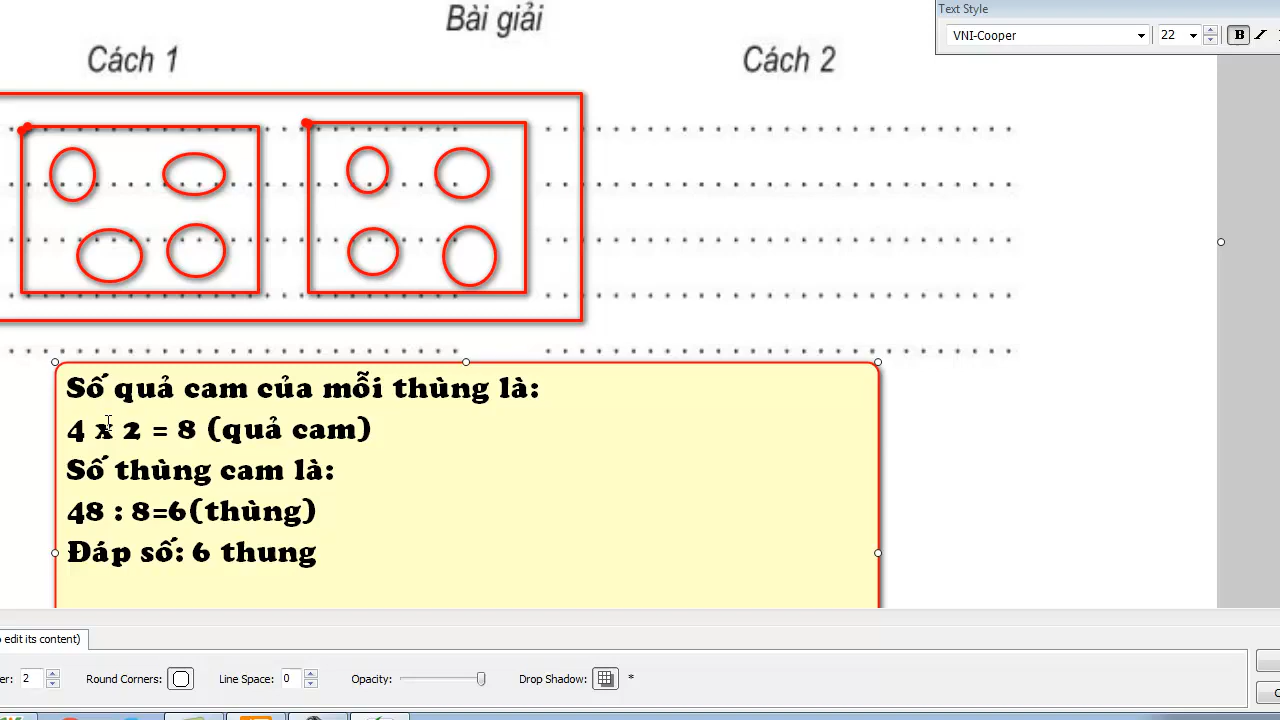 Text Style
Bài giải
VNI-Cooper
22
B
I
Cách 1
Cách 2
Số quả cam của mỗi thùng là:
4 x 2 = 8 (quả cam)
Số thùng cam là:
48 : 8=6(thùng)
Đáp số: 6 thung
edit its content)
er: 2
Round Corners:
Line Space: 0
Opacity:
Drop Shadow:
*